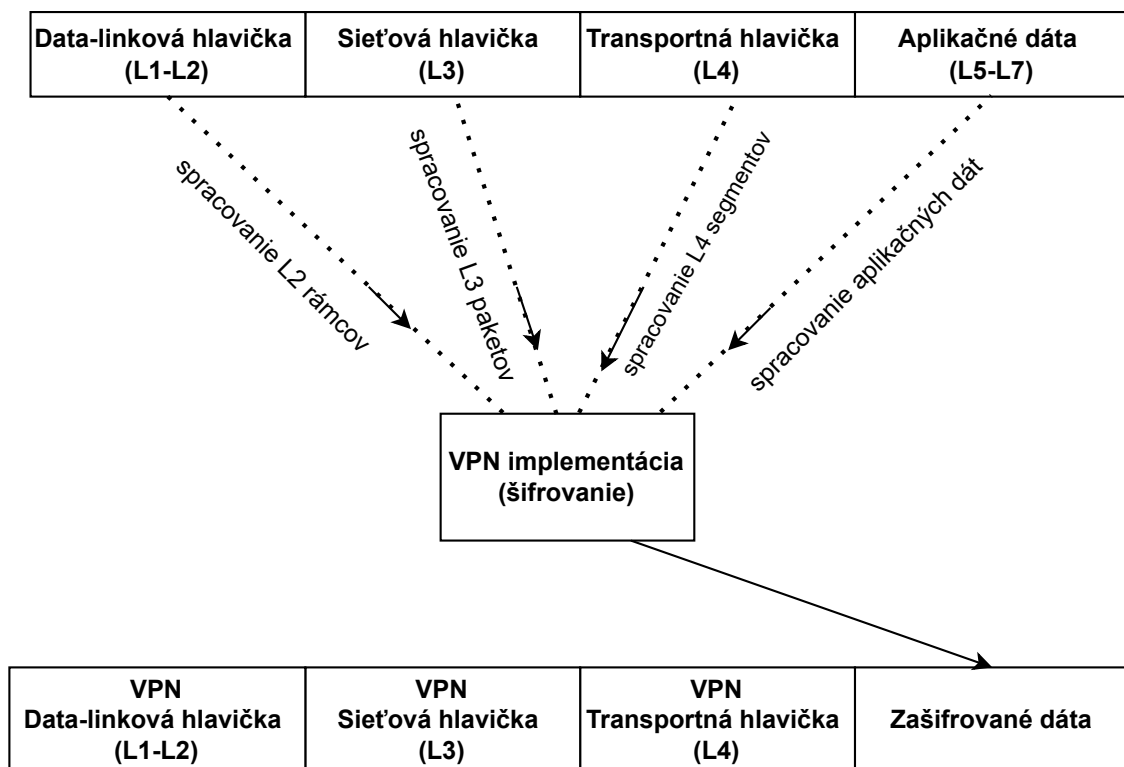 Data-linková hlavička
(L1-L2)
Sieťová hlavička
(L3)
Transportná hlavička
(L4)
Aplikačné dáta
(L5-L7)
spracovanie L2 rámcov
spracovanie L3 paketov
spracovanie L4 segmentov
spracovanie aplikačných dát
VPN implementácia
(šifrovanie)
VPN
Data-linková hlavička
(L1-L2)
VPN
Sieťová hlavička
(L3)
VPN
Transportná hlavička
(L4)
Zašifrované dáta